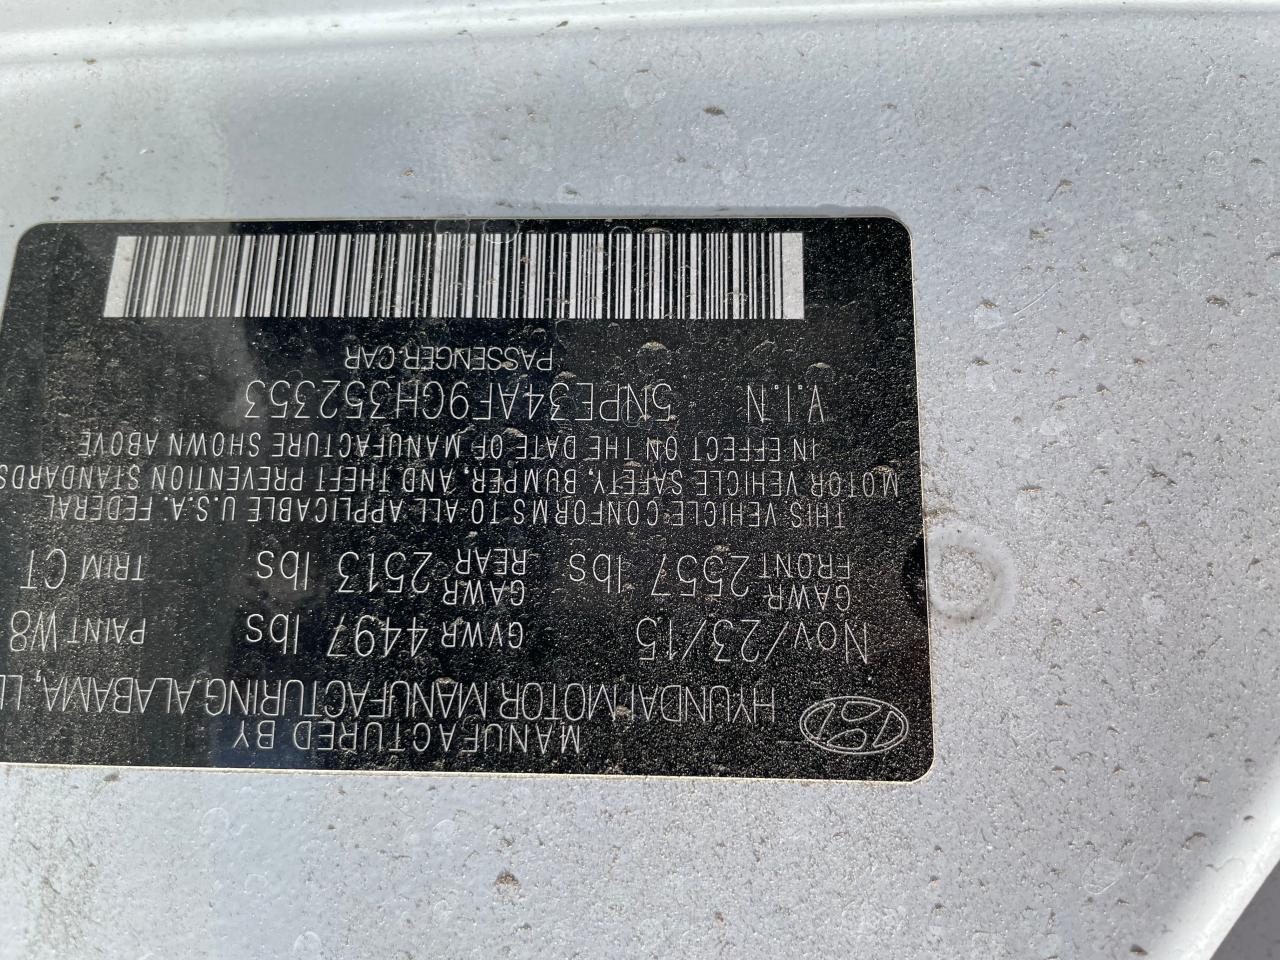 MANUFACTURED BY
HYUNDAI MOTOR MANUFACTURING ALABAMA,
Nov/23/15 GVWR 4497 lbs PAINT W8
GAWR FRONT 2557 lbs GAWR REAR 2513 lbs TRIM CT
THIS VEHICLE CONFORMS TO ALL APPLICABLE U.S.A. FEDERAL
MOTOR VEHICLE SAFETY, BUMPER, AND THEFT PREVENTION STANDARDS
IN EFFECT ON THE DATE OF MANUFACTURE SHOWN ABOVE
V.I.N 5NPE34AF9GH352353
PASSENGER CAR